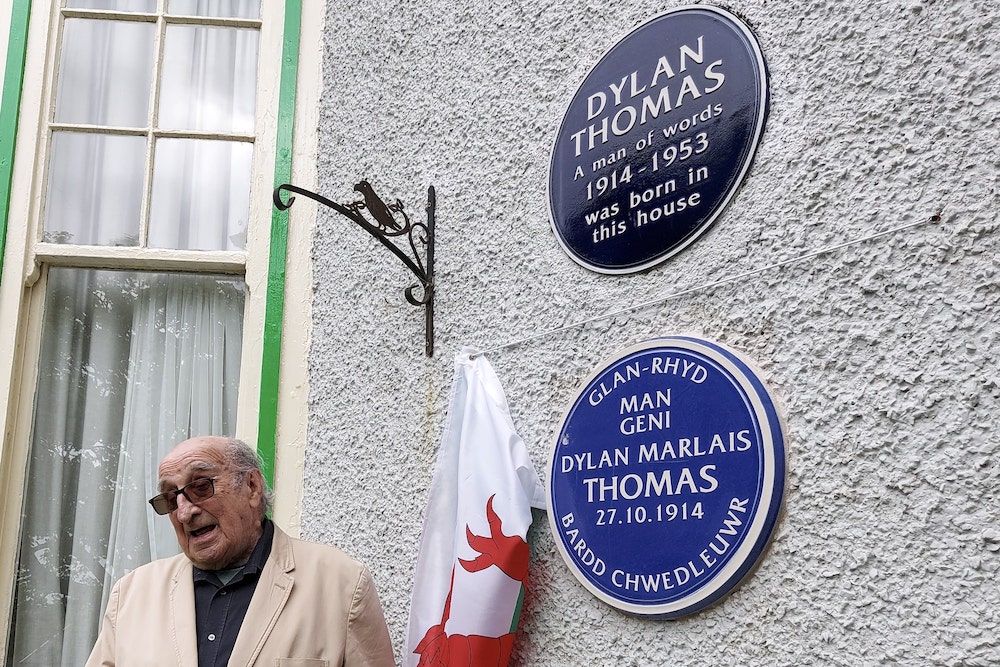 DYLAN
THOMAS
A man of words
1914-1953
was born in
this house
GLAN-RHYD
MAN
GENI
DYLAN MARLAIS
THOMAS
27.10.1914
BARDD CHWEDLEUWR